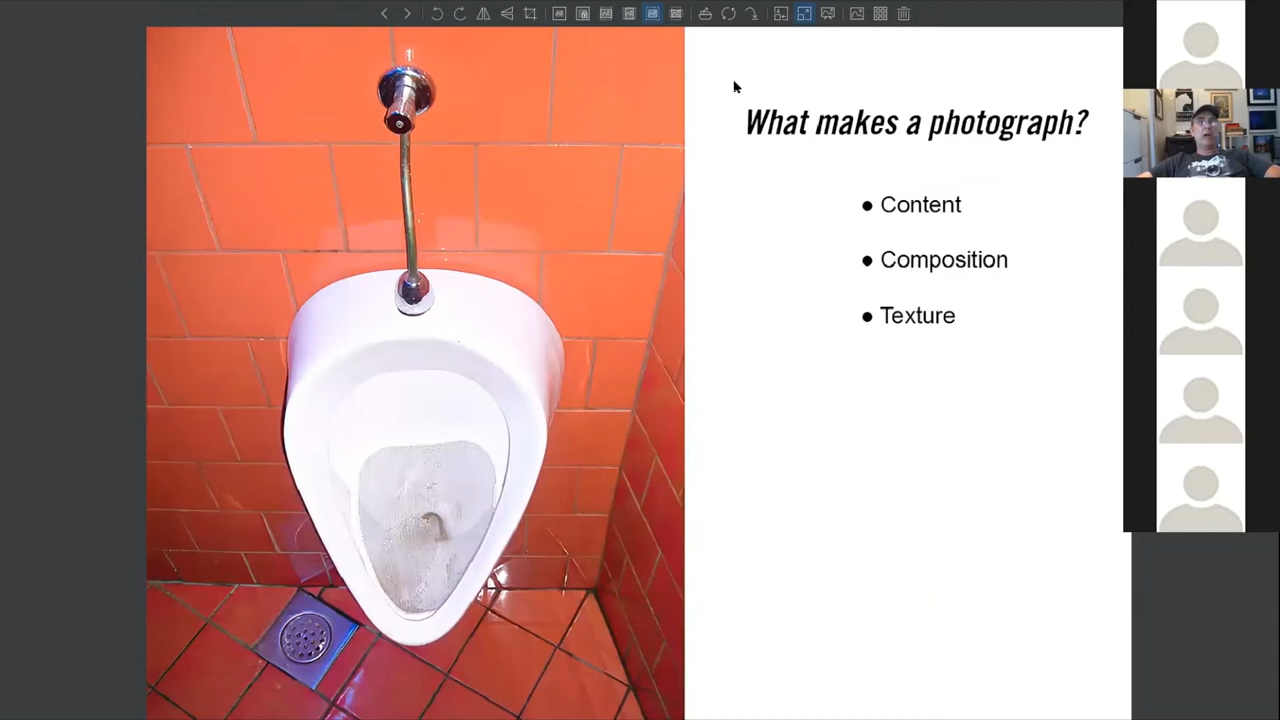 What makes a photograph?
● Content
● Composition
● Texture